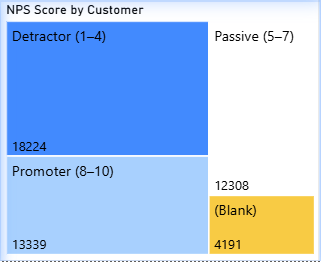 NPS Score by Customer
Detractor (1–4)
18224
Passive (5–7)
12308
Promoter (8–10)
13339
(Blank)
4191